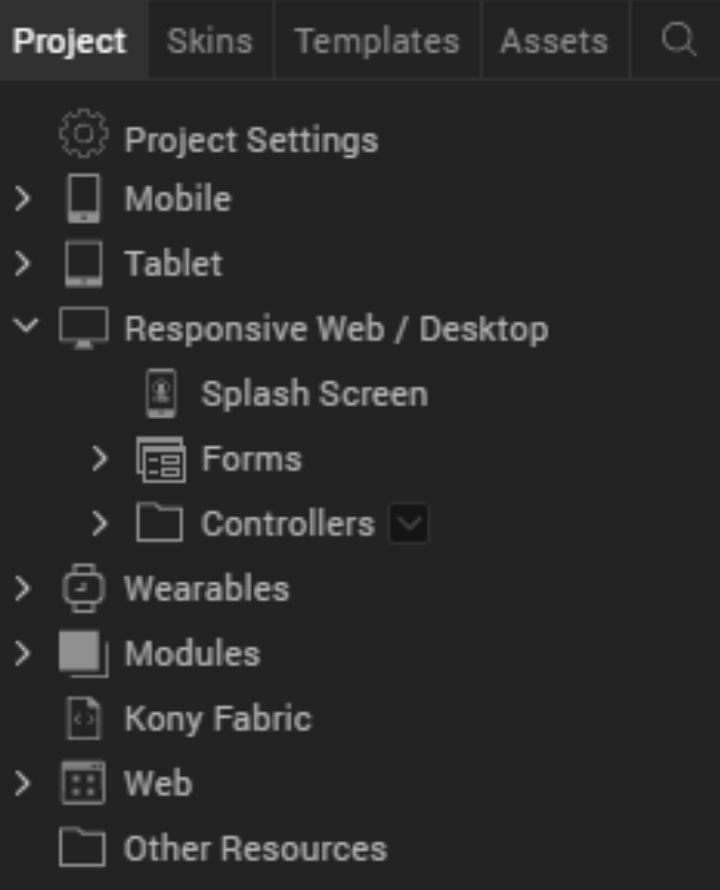 Project Skins Templates Assets
Project Settings
Mobile
Tablet
Responsive Web / Desktop
Splash Screen
Forms
Controllers
Wearables
Modules
Kony Fabric
Web
Other Resources